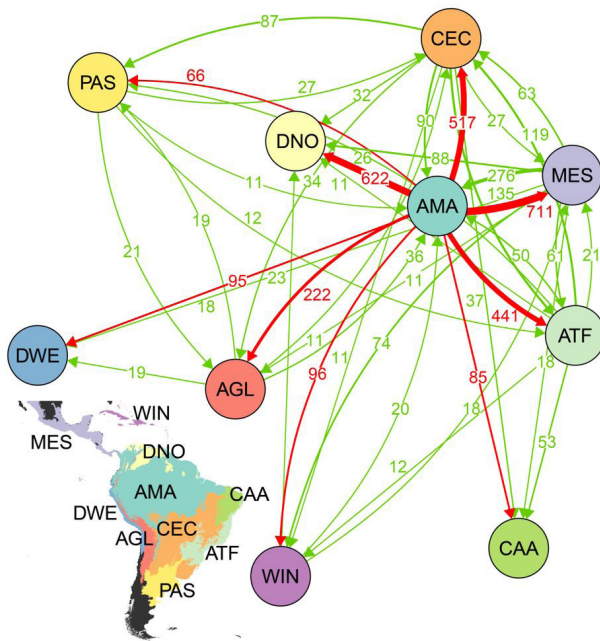 87
CEC
PAS
66
27
32
90
517
27
63
119
DNO
26
88
276
MES
622
34
11
135
11
AMA
711
19
12
36
50
61
21
21
95
23
11
18
222
37
441
ATF
DWE
11
11
74
18
19
AGL
96
85
20
18
53
12
WIN
MES
DNO
AMA
CAA
DWE
CEC
AGL
ATF
PAS
WIN
CAA